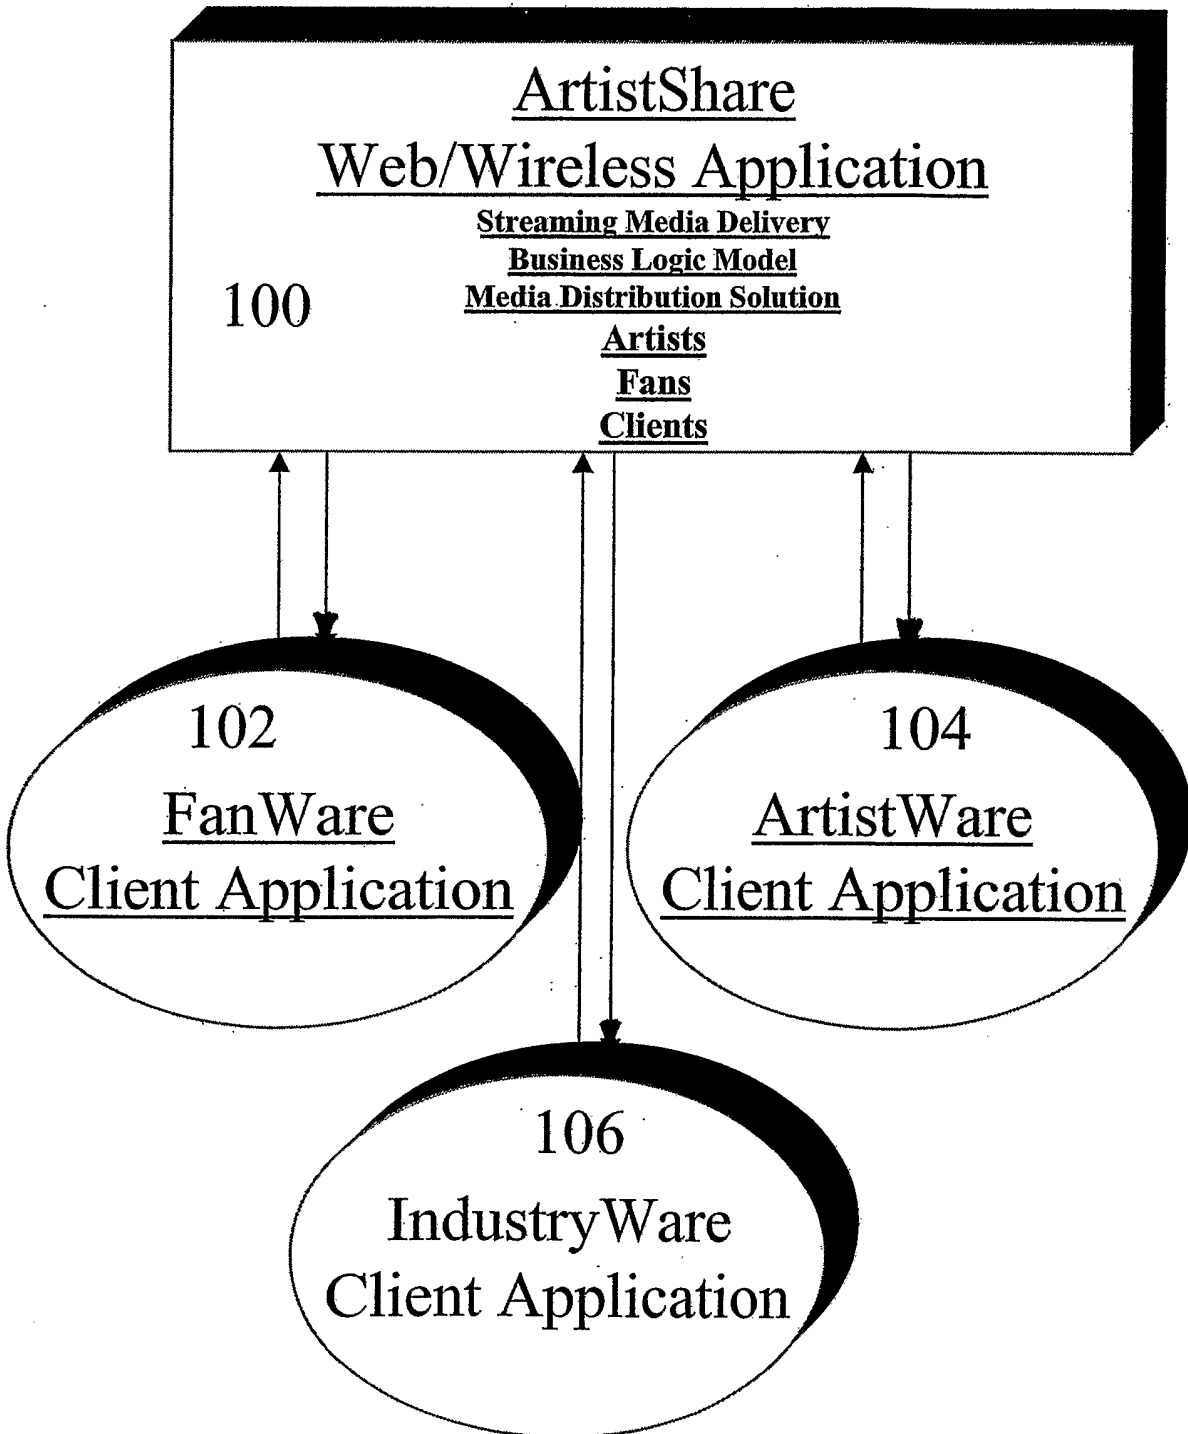 ArtistShare
Web/Wireless Application
Streaming Media Delivery
Business Logic Model
Media Distribution Solution
100
Artists
Fans
Clients
102
FanWare
Client Application
104
ArtistWare
Client Application
106
IndustryWare
Client Application